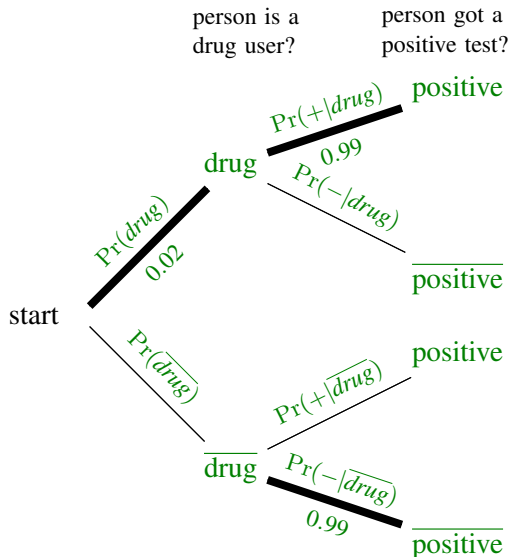 person is a
drug user?
person got a
positive test?
positive
Pr(+|drug)
0.99
drug
Pr(−|drug)
Pr(drug)
0.02
positive
start
positive
Pr(drug)
Pr(+|drug)
drug
Pr(−|drug)
0.99
positive